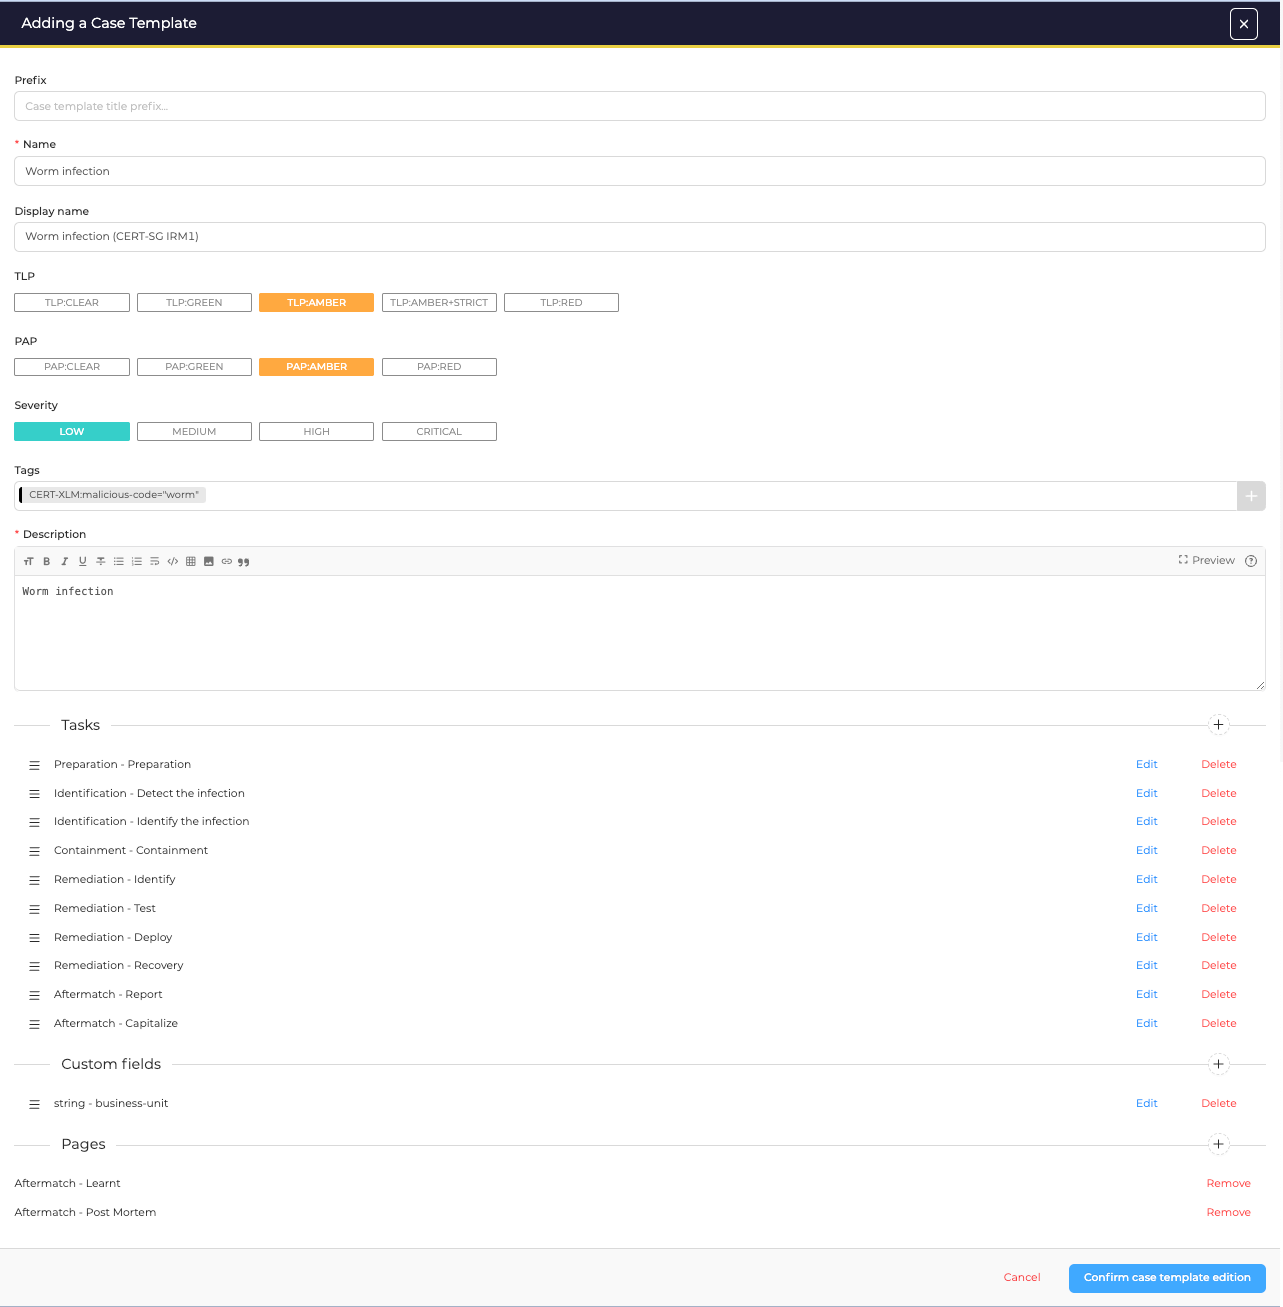 Adding a Case Template
Prefix
Case template title prefix...
* Name
Worm infection
Display name
Worm infection (CERT-SG IRM1)
TLP
TLP:CLEAR TLP:GREEN TLP:AMBER TLP:AMBER+STRICT TLP:RED
PAP
PAP:CLEAR PAP:GREEN PAP:AMBER PAP:RED
Severity
LOW MEDIUM HIGH CRITICAL
Tags
CERT-XLM:malicious-code="worm"
* Description
Preview
Worm infection
Tasks
Preparation - Preparation Edit Delete
Identification - Detect the infection Edit Delete
Identification - Identify the infection Edit Delete
Containment - Containment Edit Delete
Remediation - Identify Edit Delete
Remediation - Test Edit Delete
Remediation - Deploy Edit Delete
Remediation - Recovery Edit Delete
Aftermatch - Report Edit Delete
Aftermatch - Capitalize Edit Delete
Custom fields
string - business-unit Edit Delete
Pages
Aftermatch - Learnt Remove
Aftermatch - Post Mortem Remove
Cancel Confirm case template edition